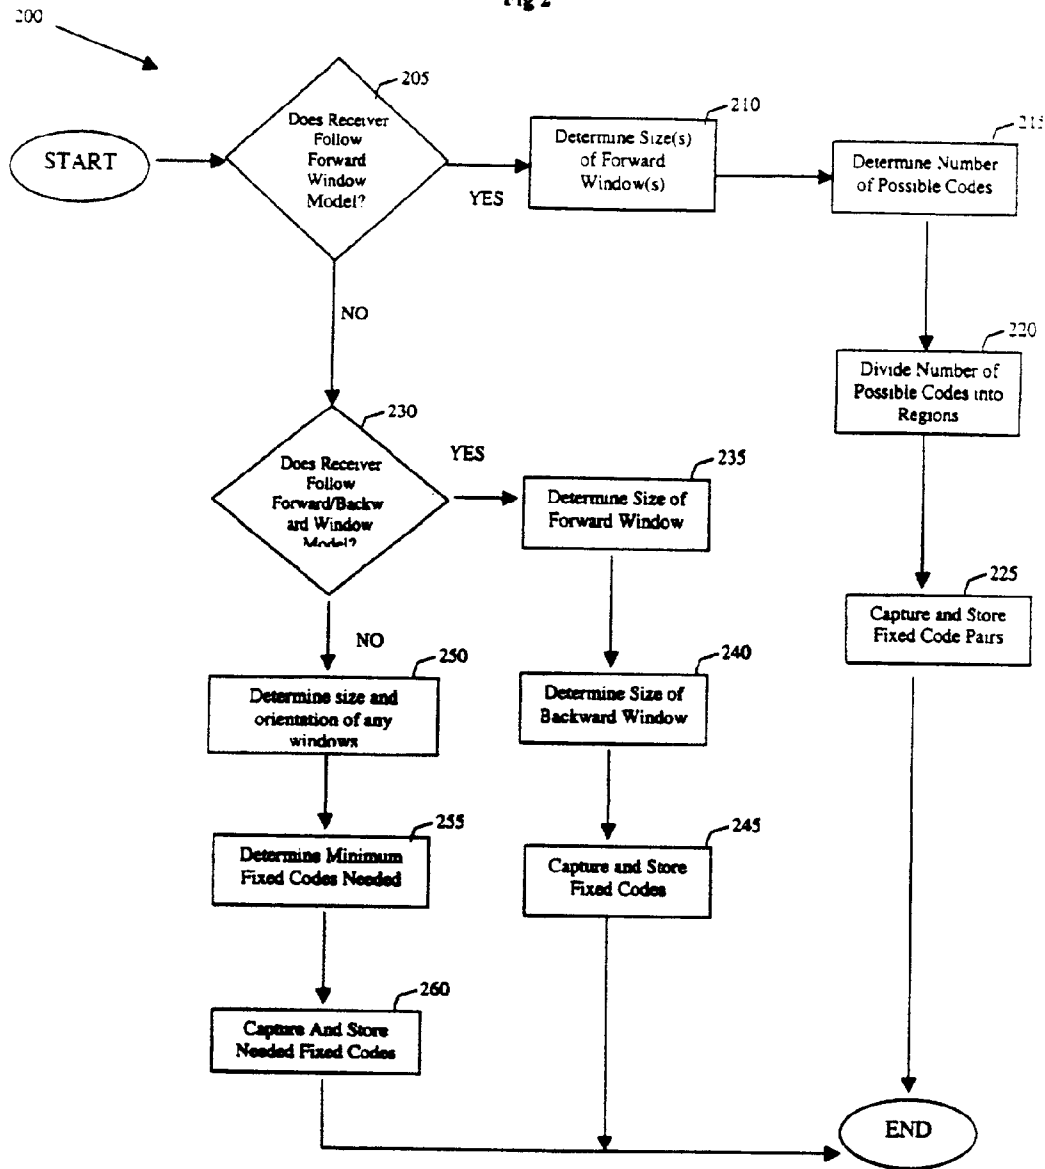 Fig 2
200
205
Does Receiver
Follow
Forward
Window
Model?
START
YES
210
Determine Size(s)
of Forward
Window(s)
215
Determine Number
of Possible Codes
NO
220
Divide Number of
Possible Codes into
Regions
230
Does Receiver
Follow
Forward/Backw
ard Window
Model?
YES
235
Determine Size of
Forward Window
225
Capture and Store
Fixed Code Pairs
NO
250
Determine size and
orientation of any
windows
240
Determine Size of
Backward Window
255
Determine Minimum
Fixed Codes Needed
245
Capture and Store
Fixed Codes
260
Capture And Store
Needed Fixed Codes
END